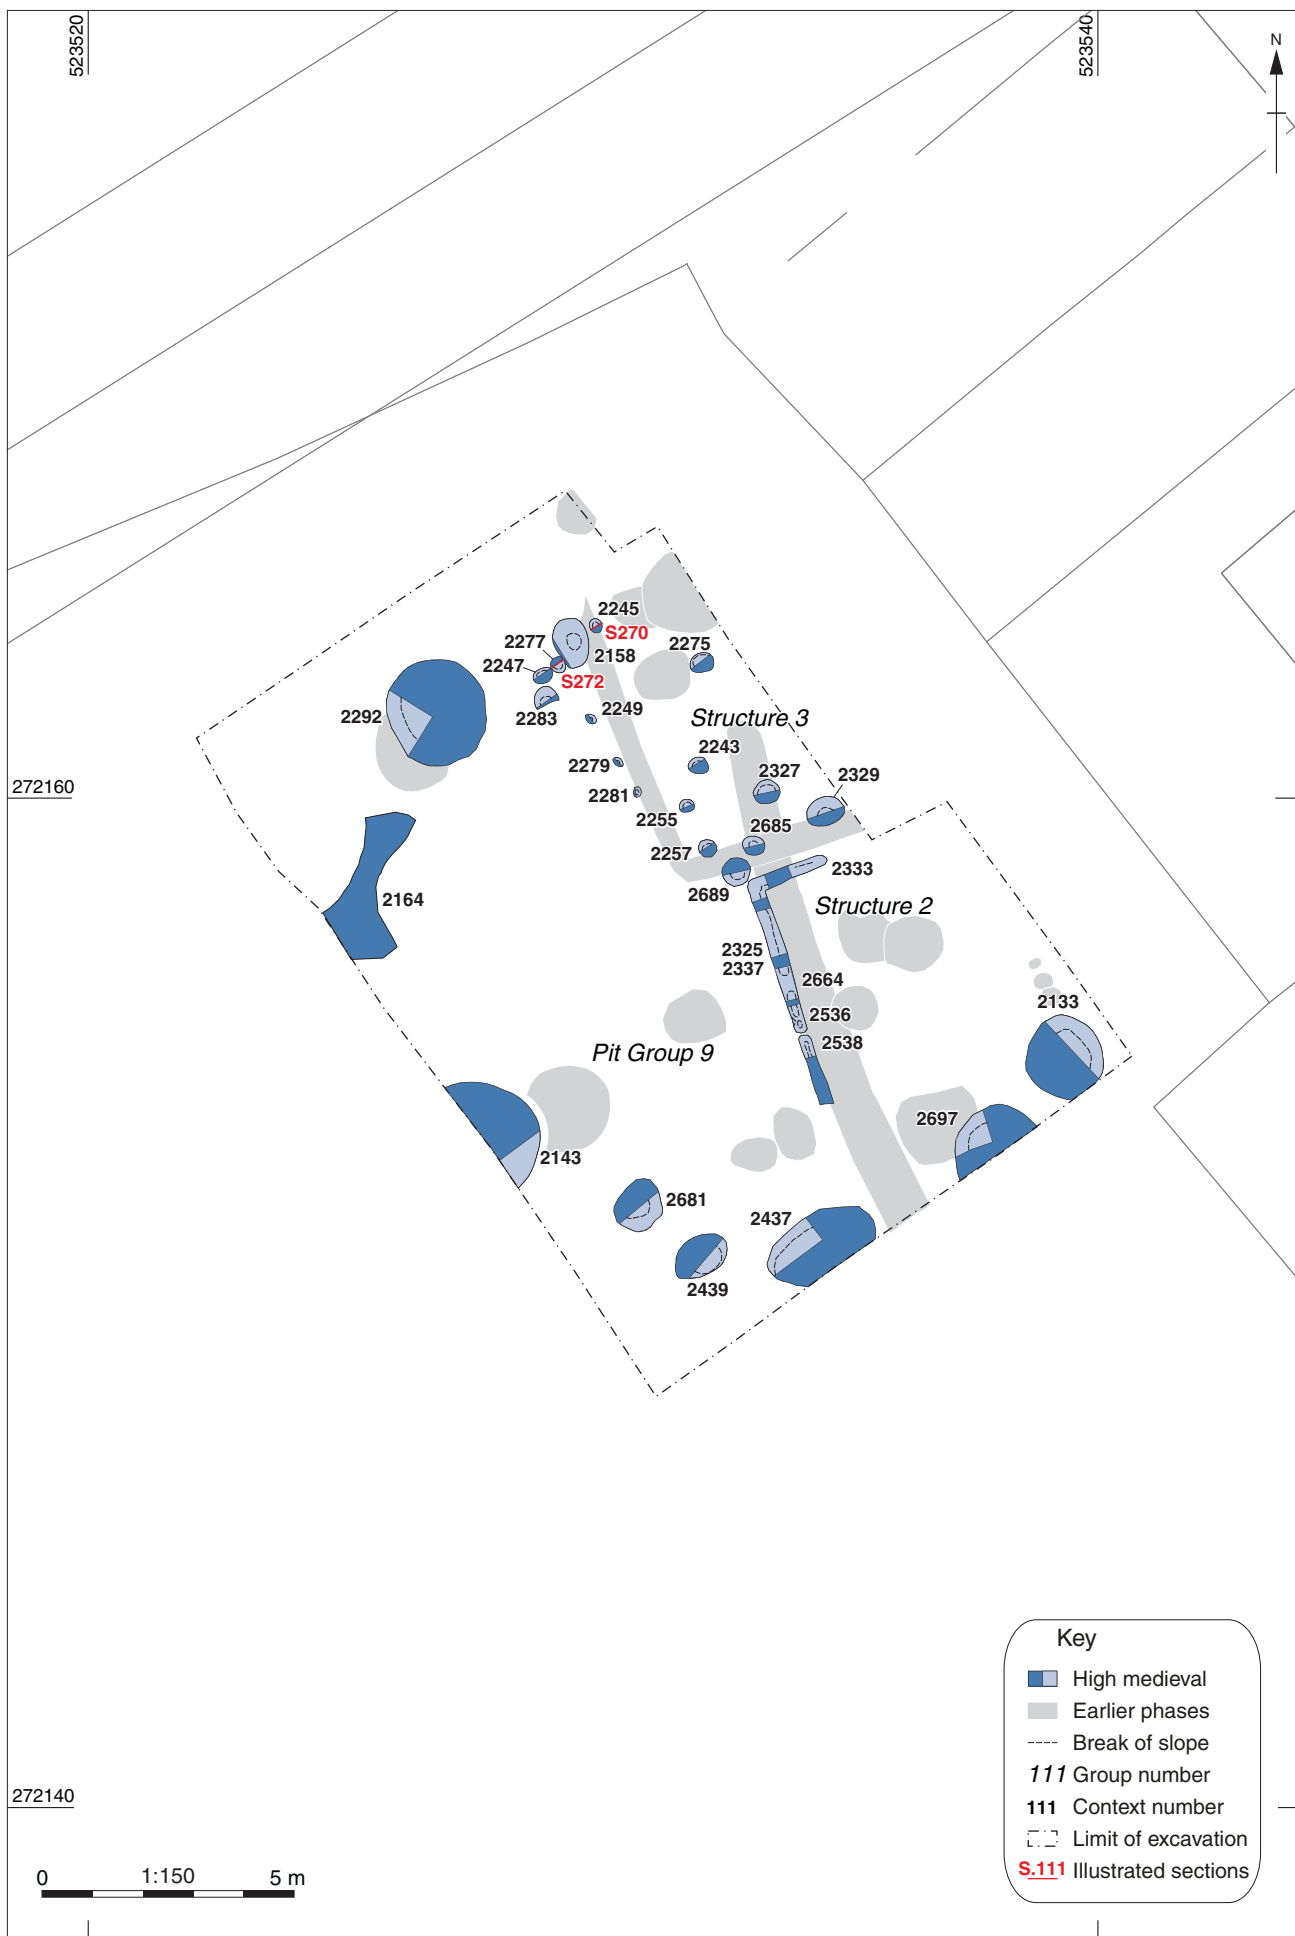 523520
523540
N
2245
S270
2277
2158
2275
2247
S272
2283
2249
2292
Structure 3
2243
2279
2327
2329
272160
2281
2255
2685
2257
2333
2689
2164
Structure 2
2325
2337
2664
2133
2536
2538
Pit Group 9
2697
2143
2681
2437
2439
Key
High medieval
Earlier phases
Break of slope
111 Group number
111 Context number
Limit of excavation
S.111 Illustrated sections
272140
0 1:150 5 m